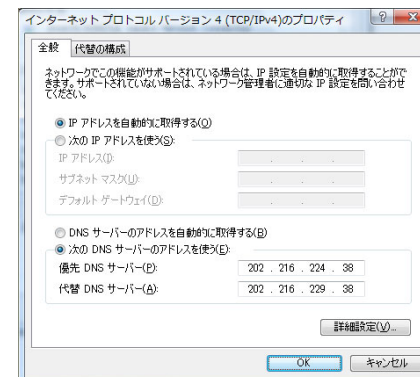 インターネット プロトコル バージョン 4 (TCP/IPv4)のプロパティ
全般 代替の構成
ネットワークでこの機能がサポートされている場合は、IP 設定を自動的に取得することがで
きます。サポートされていない場合は、ネットワーク管理者に適切な IP 設定を問い合わせ
てください。
IP アドレスを自動的に取得する(O)
次の IP アドレスを使う(S):
IP アドレス(I):
サブネット マスク(U):
デフォルト ゲートウェイ(D):
DNS サーバーのアドレスを自動的に取得する(B)
次の DNS サーバーのアドレスを使う(E):
優先 DNS サーバー(P): 202 . 216 . 224 . 38
代替 DNS サーバー(A): 202 . 216 . 229 . 38
詳細設定(V)...
OK キャンセル